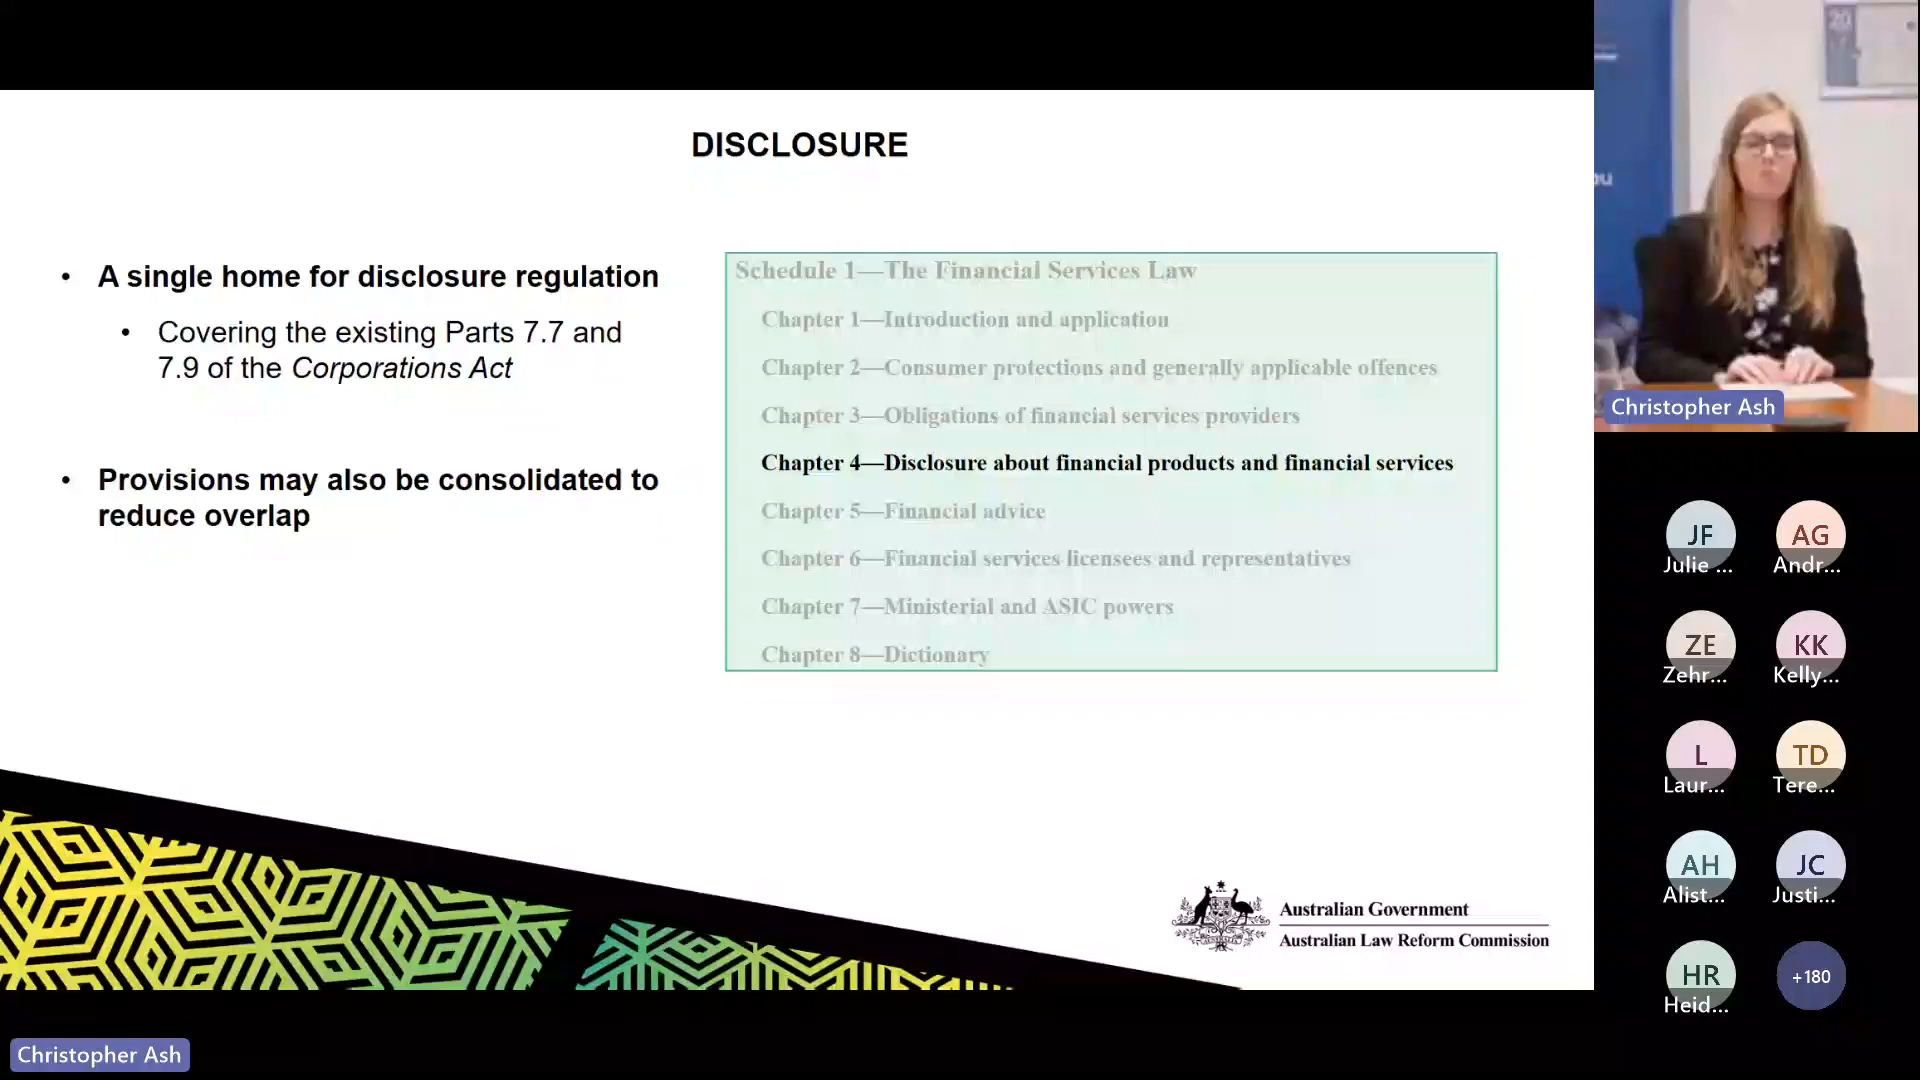 DISCLOSURE
• A single home for disclosure regulation
• Covering the existing Parts 7.7 and
7.9 of the Corporations Act
• Provisions may also be consolidated to
reduce overlap
Schedule 1—The Financial Services Law
Chapter 1—Introduction and application
Chapter 2—Consumer protections and generally applicable offences
Chapter 3—Obligations of financial services providers
Chapter 4—Disclosure about financial products and financial services
Chapter 5—Financial advice
Chapter 6—Financial services licensees and representatives
Chapter 7—Ministerial and ASIC powers
Chapter 8—Dictionary
Australian Government
Australian Law Reform Commission
Christopher Ash
20
au
Christopher Ash
JF
Julie ...
AG
Andr...
ZE
Zehr...
KK
Kelly...
L
Laur...
TD
Tere...
AH
Alist...
JC
Justi...
HR
Heid...
+180